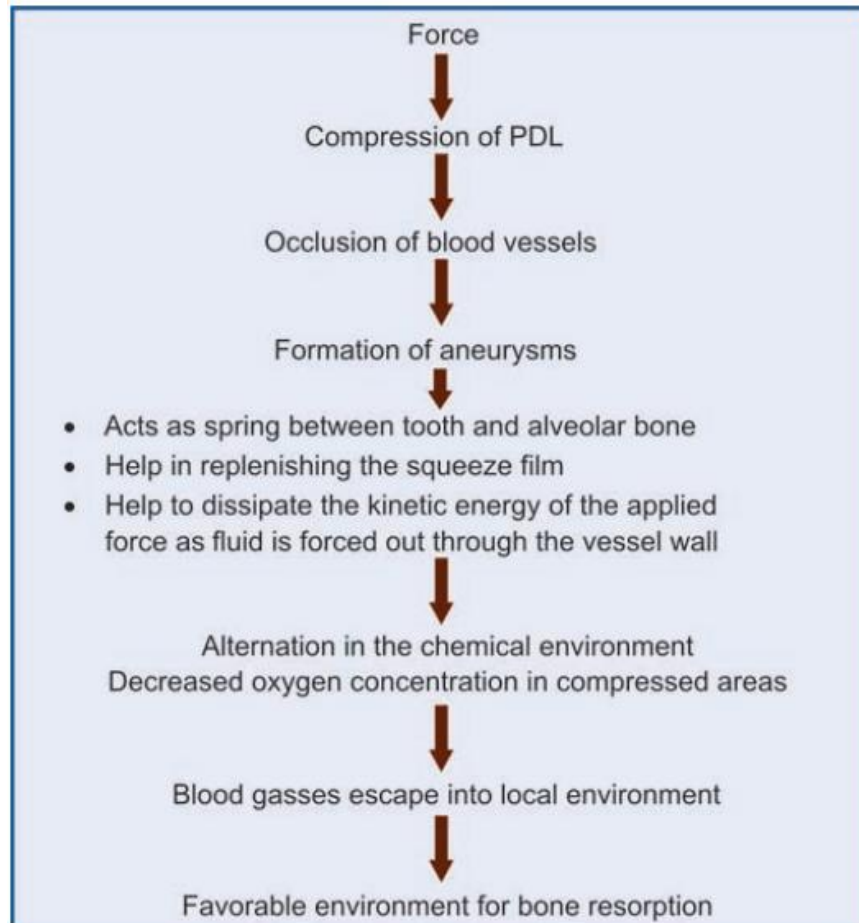 Force
Compression of PDL
Occlusion of blood vessels
Formation of aneurysms
• Acts as spring between tooth and alveolar bone
• Help in replenishing the squeeze film
• Help to dissipate the kinetic energy of the applied
force as fluid is forced out through the vessel wall
Alternation in the chemical environment
Decreased oxygen concentration in compressed areas
Blood gasses escape into local environment
Favorable environment for bone resorption